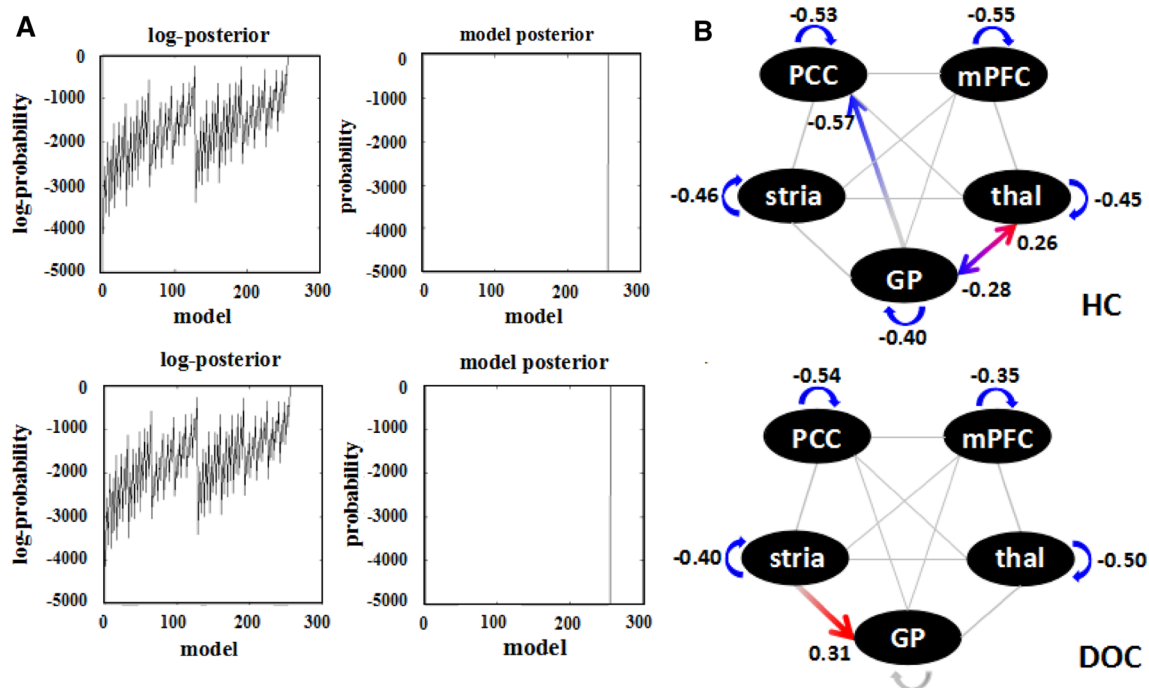 A
log-posterior
log-probability
0
-1000
-2000
-3000
-4000
-5000
0 100 200 300
model
model posterior
probability
0
-1000
-2000
-3000
-4000
-5000
0 100 200 300
model
log-posterior
log-probability
0
-1000
-2000
-3000
-4000
-5000
0 100 200 300
model
model posterior
probability
0
-1000
-2000
-3000
-4000
-5000
0 100 200 300
model
B
-0.53 -0.55
PCC mPFC
-0.57
-0.46 stria thal -0.45
0.26
GP -0.28
HC
-0.40
-0.54 -0.35
PCC mPFC
-0.40 stria thal -0.50
GP
0.31 DOC